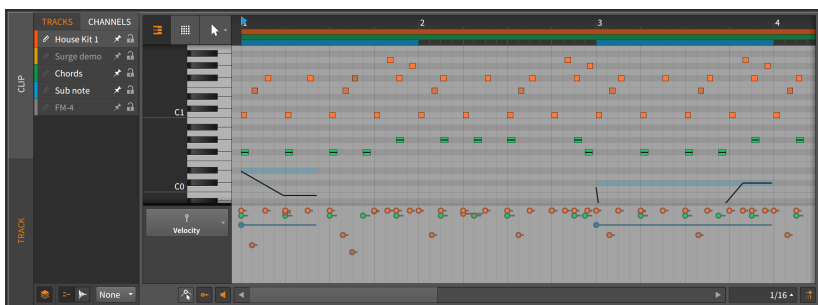 TRACKS CHANNELS
1 2 3 4
House Kit 1
Surge demo
Chords
Sub note
FM-4
CLIP
TRACK
C1
C0
Velocity
None
1/16